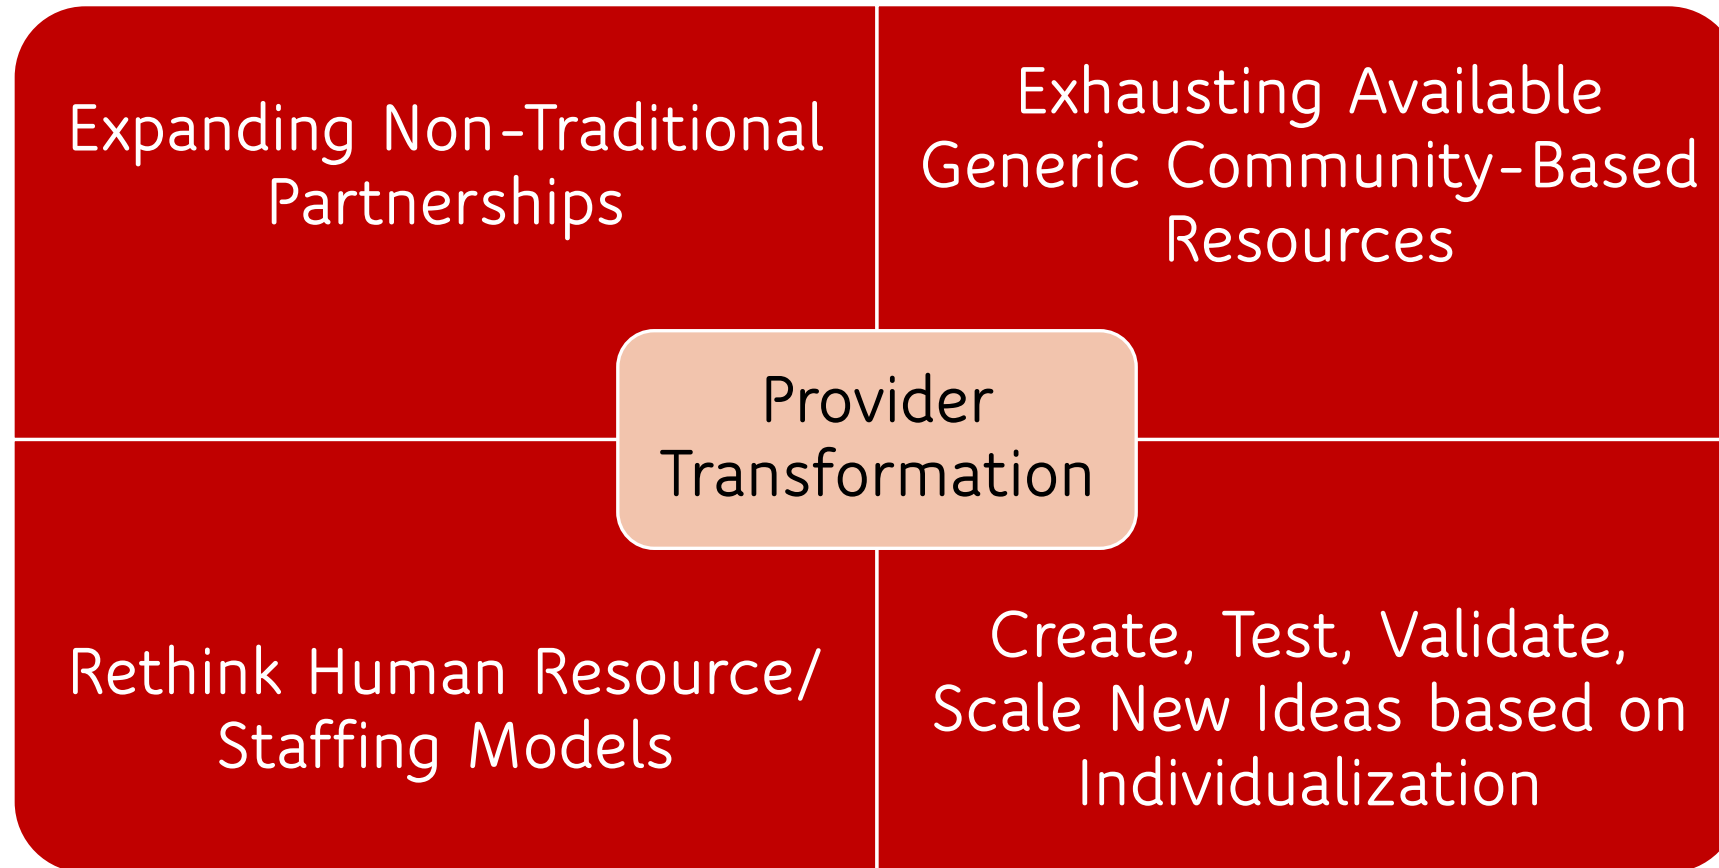 Expanding Non-Traditional
Partnerships
Exhausting Available
Generic Community-Based
Resources
Provider
Transformation
Rethink Human Resource/
Staffing Models
Create, Test, Validate,
Scale New Ideas based on
Individualization